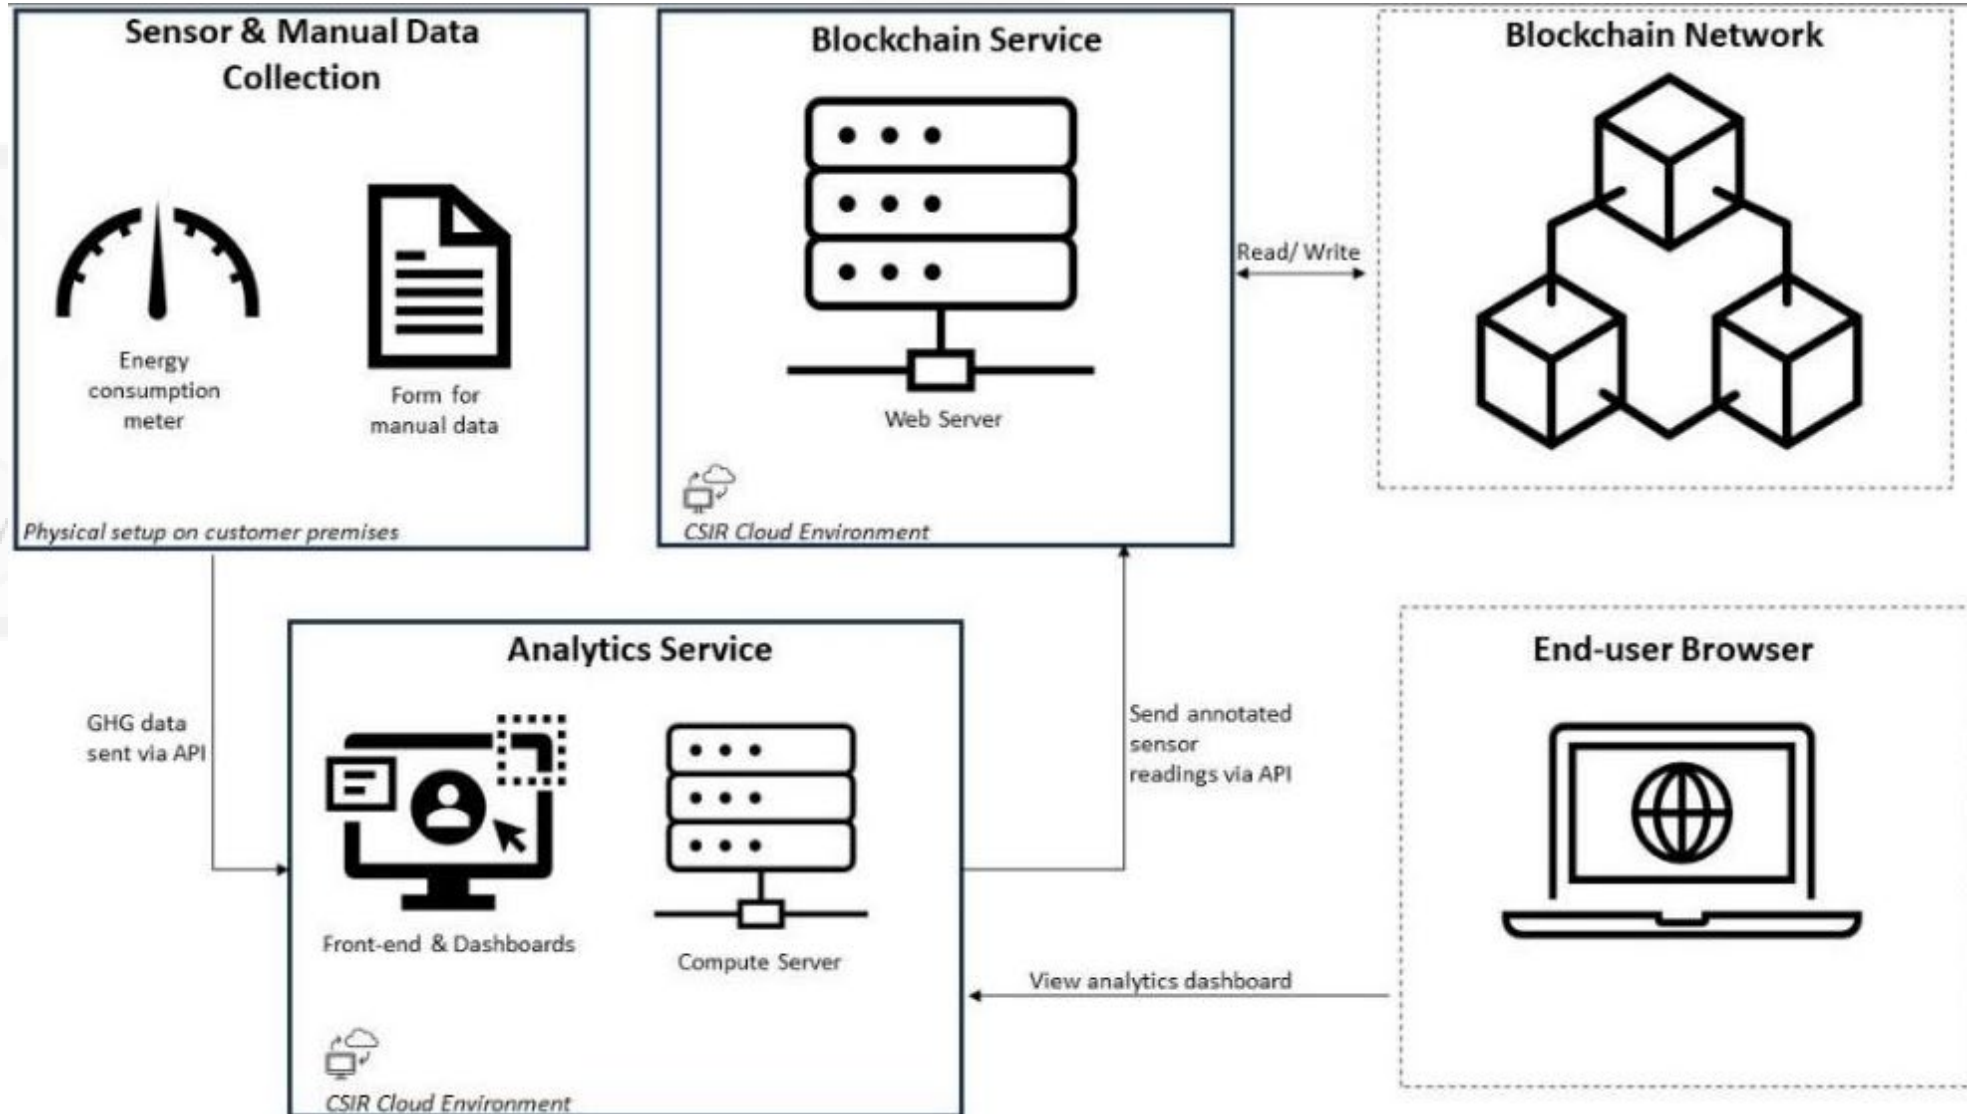 Sensor & Manual Data
Collection
Energy
consumption
meter
Form for
manual data
Physical setup on customer premises
Blockchain Service
Web Server
CSIR Cloud Environment
Read/ Write
Blockchain Network
GHG data
sent via API
Analytics Service
Front-end & Dashboards
Compute Server
CSIR Cloud Environment
Send annotated
sensor
readings via API
View analytics dashboard
End-user Browser